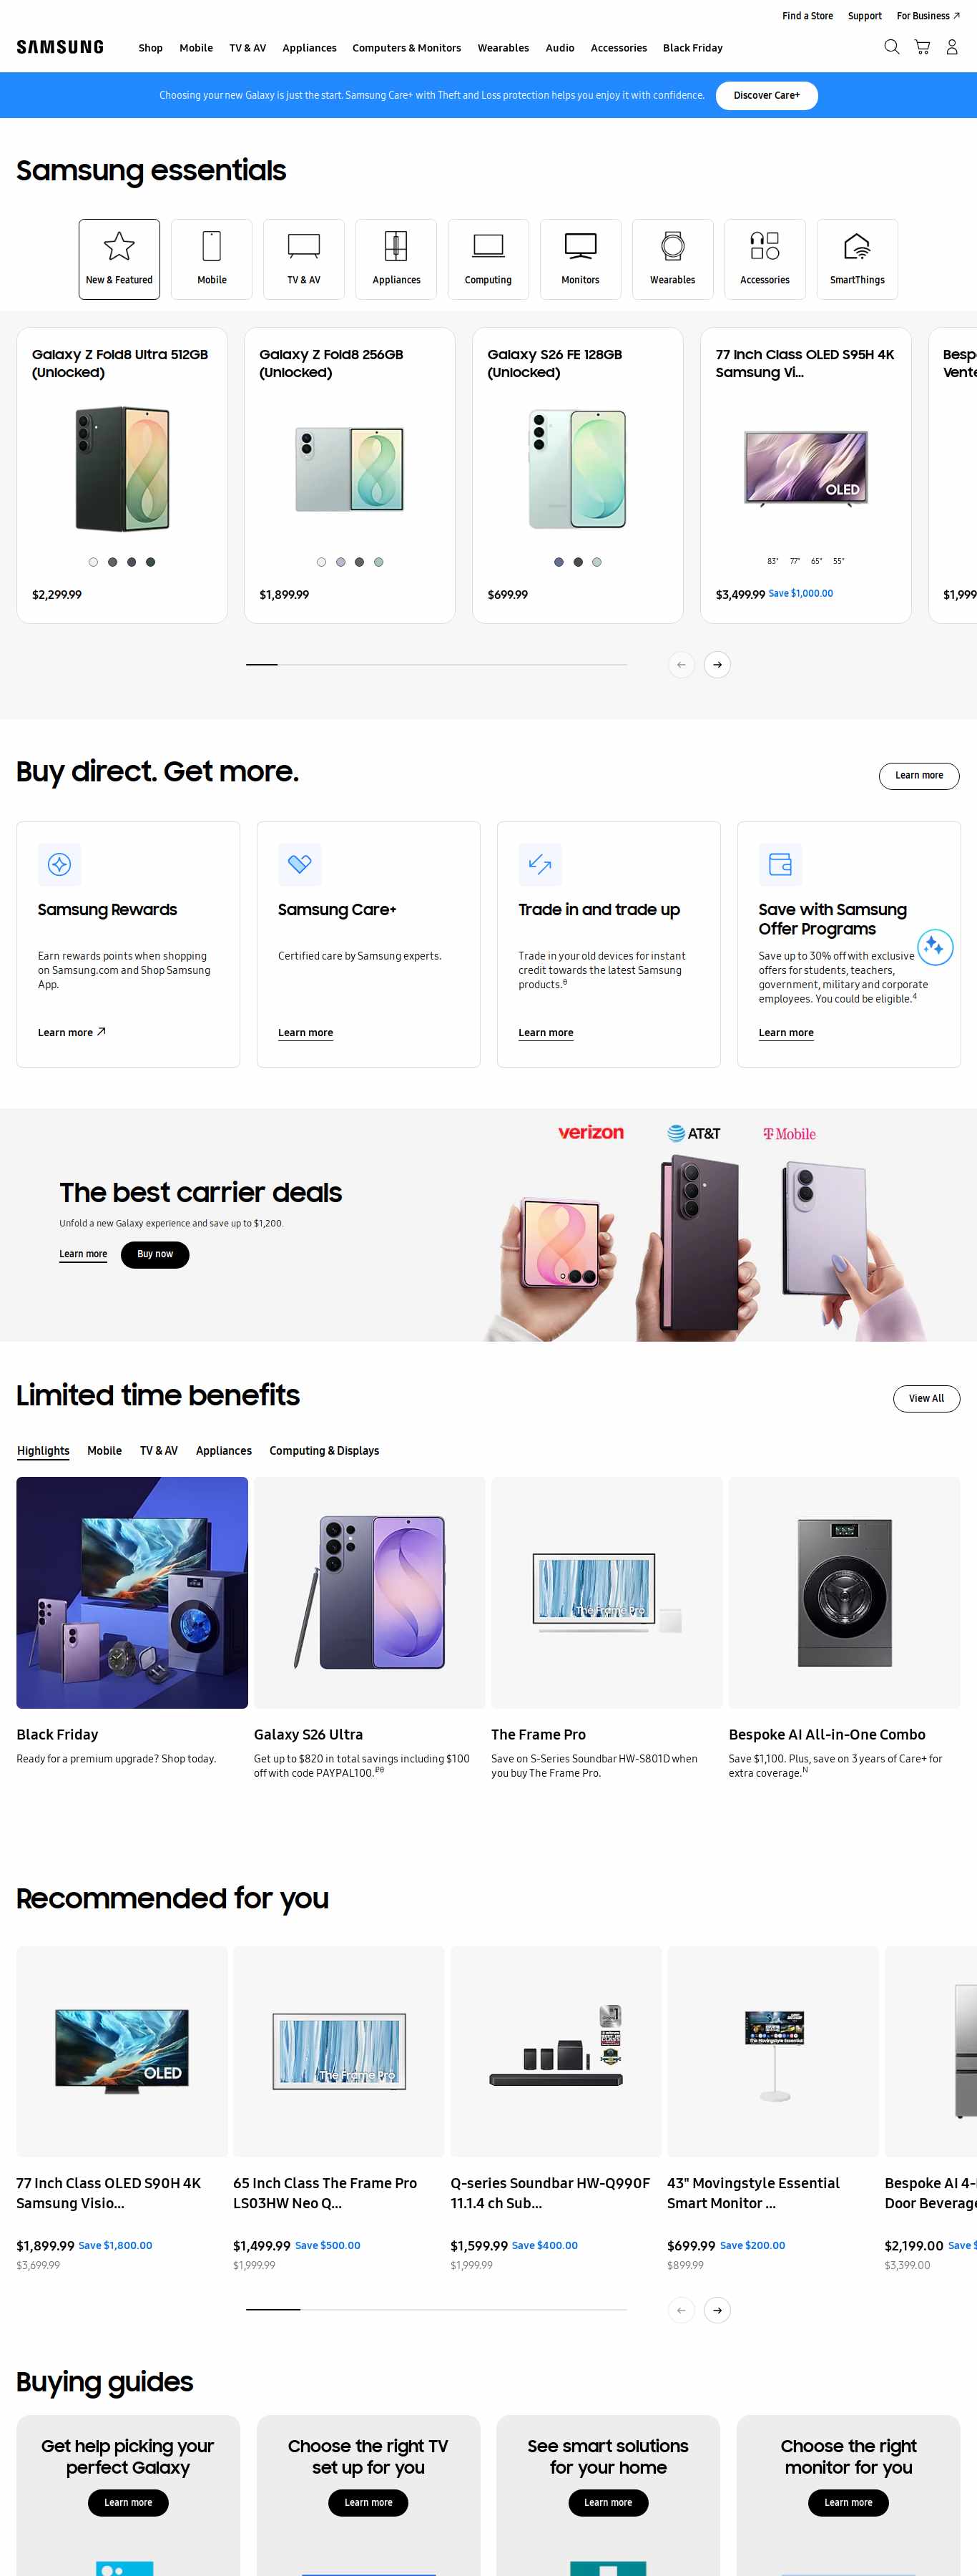 Find a Store Support For Business
SAMSUNG Shop Mobile TV & AV Appliances Computers & Monitors Wearables Audio Accessories Black Friday
Choosing your new Galaxy is just the start. Samsung Care+ with Theft and Loss protection helps you enjoy it with confidence. Discover Care+
Samsung essentials
New & Featured Mobile TV & AV Appliances Computing Monitors Wearables Accessories SmartThings
Galaxy Z Fold8 Ultra 512GB
(Unlocked)
$2,299.99
Galaxy Z Fold8 256GB
(Unlocked)
$1,899.99
Galaxy S26 FE 128GB
(Unlocked)
$699.99
77 Inch Class OLED S95H 4K
Samsung Vi...
OLED
83" 77" 65" 55"
$3,499.99 Save $1,000.00
Besp
Vente
$1,999
Buy direct. Get more.
Learn more
Samsung Rewards
Earn rewards points when shopping
on Samsung.com and Shop Samsung
App.
Learn more
Samsung Care+
Certified care by Samsung experts.
Learn more
Trade in and trade up
Trade in your old devices for instant
credit towards the latest Samsung
products.θ
Learn more
Save with Samsung
Offer Programs
Save up to 30% off with exclusive
offers for students, teachers,
government, military and corporate
employees. You could be eligible.4
Learn more
verizon AT&T T Mobile
The best carrier deals
Unfold a new Galaxy experience and save up to $1,200.
Learn more Buy now
Limited time benefits
View All
Highlights Mobile TV & AV Appliances Computing & Displays
The Frame Pro
Black Friday
Ready for a premium upgrade? Shop today.
Galaxy S26 Ultra
Get up to $820 in total savings including $100
off with code PAYPAL100.
The Frame Pro
Save on S-Series Soundbar HW-S801D when
you buy The Frame Pro.
Bespoke AI All-in-One Combo
Save $1,100. Plus, save on 3 years of Care+ for
extra coverage.N
Recommended for you
OLED
77 Inch Class OLED S90H 4K
Samsung Visio...
$1,899.99 Save $1,800.00
$3,699.99
The Frame Pro
65 Inch Class The Frame Pro
LS03HW Neo Q...
$1,499.99 Save $500.00
$1,999.99
Q-series Soundbar HW-Q990F
11.1.4 ch Sub...
$1,599.99 Save $400.00
$1,999.99
The Movingstyle Essential
43" Movingstyle Essential
Smart Monitor ...
$699.99 Save $200.00
$899.99
Bespoke AI 4-
Door Beverage
$2,199.00 Save $
$3,399.00
Buying guides
Get help picking your
perfect Galaxy
Learn more
Choose the right TV
set up for you
Learn more
See smart solutions
for your home
Learn more
Choose the right
monitor for you
Learn more